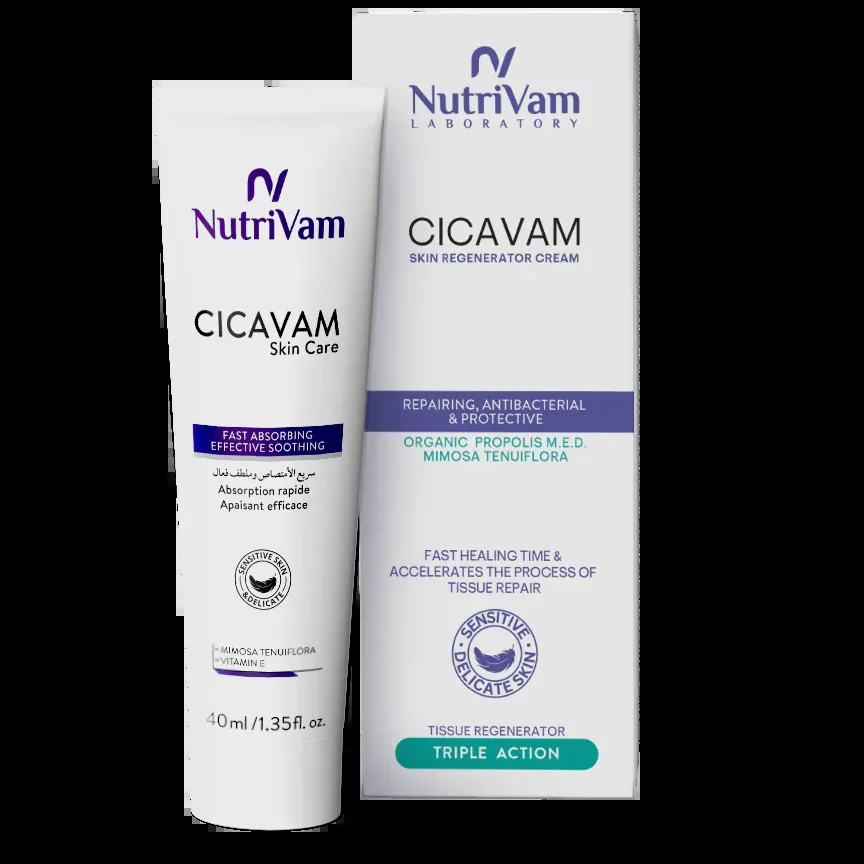 NutriVam
CICAVAM
Skin Care
FAST ABSORBING
EFFECTIVE SOOTHING
سريع الأمتصاص وملطف فعال
Absorption rapide
Apaisant efficace
SENSITIVE SKIN
& DELICATE
MIMOSA TENUIFLORA
VITAMIN E
40ml /1.35fl. oz.
NutriVam
LABORATORY
CICAVAM
SKIN REGENERATOR CREAM
REPAIRING, ANTIBACTERIAL
& PROTECTIVE
ORGANIC PROPOLIS M.E.D.
MIMOSA TENUIFLORA
FAST HEALING TIME &
ACCELERATES THE PROCESS OF
TISSUE REPAIR
SENSITIVE
DELICATE SKIN
TISSUE REGENERATOR
TRIPLE ACTION